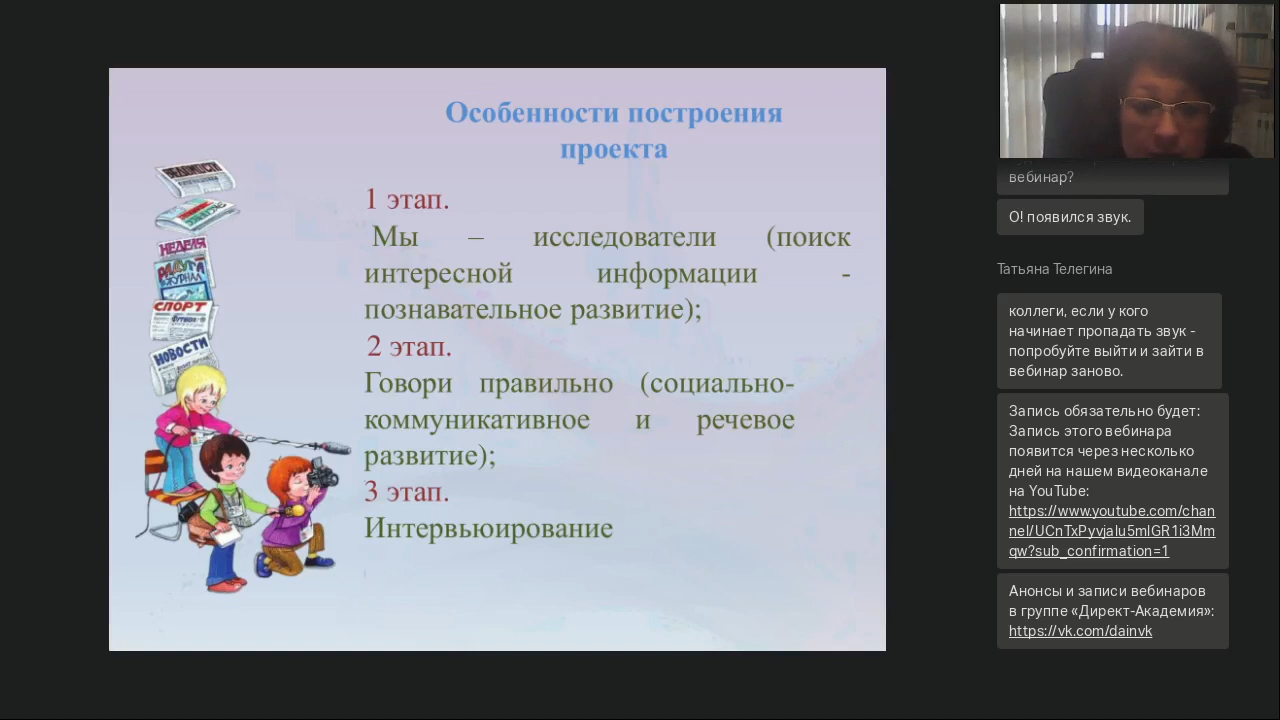 Особенности построения
проекта
1 этап.
Мы – исследователи (поиск
интересной информации -
познавательное развитие);
2 этап.
Говори правильно (социально-
коммуникативное и речевое
развитие);
3 этап.
Интервьюирование
ВЕДОМОСТИ
ЭКСПРЕСС
НЕДЕЛЯ
РАДУГА
ЖУРНАЛ
СПОРТ
НОВОСТИ
вебинар?
О! появился звук.
Татьяна Телегина
коллеги, если у кого
начинает пропадать звук -
попробуйте выйти и зайти в
вебинар заново.
Запись обязательно будет:
Запись этого вебинара
появится через несколько
дней на нашем видеоканале
на YouTube:
https://www.youtube.com/chan
nel/UCnTxPyvjalu5mlGR1i3Mm
qw?sub_confirmation=1
Анонсы и записи вебинаров
в группе «Директ-Академия»:
https://vk.com/dainvk